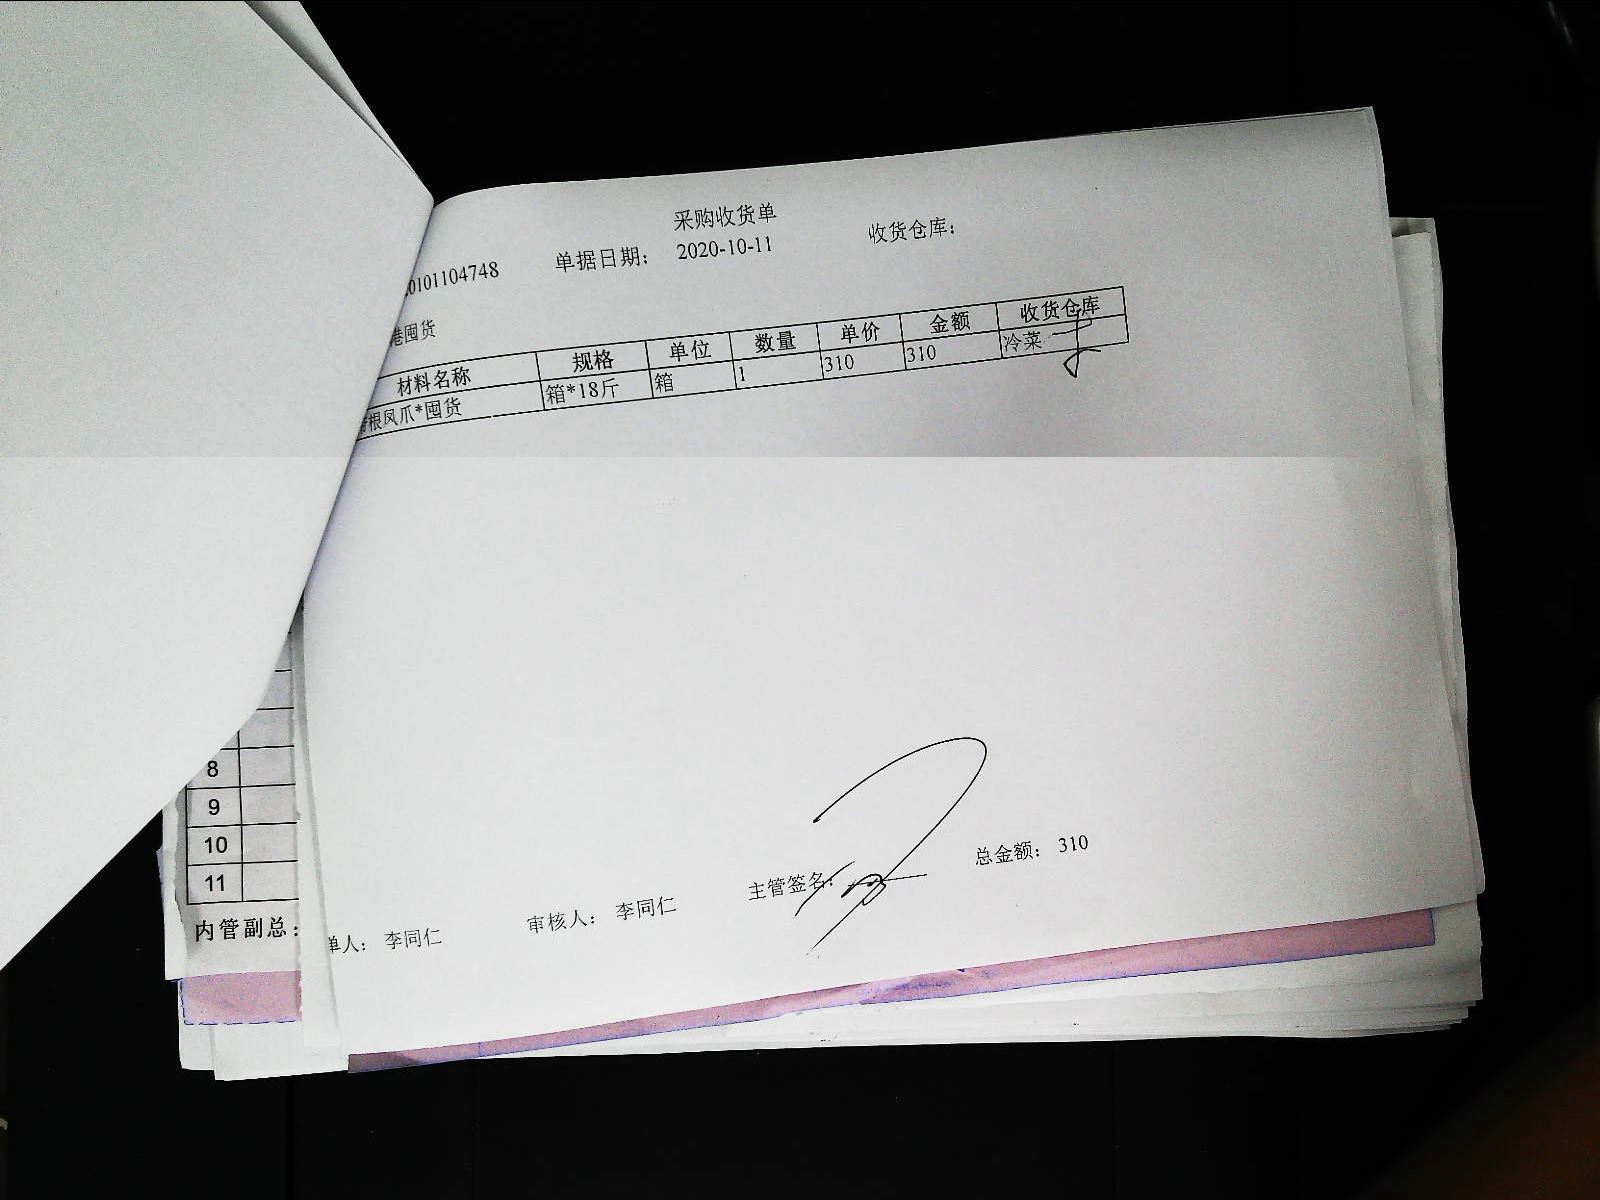 采购收货单
0101104748 单据日期： 2020-10-11 收货仓库：
港囤货
材料名称 规格 单位 数量 单价 金额 收货仓库
根凤爪*囤货 箱*18斤 箱 1 310 310 冷菜
8
9
10
11
内管副总：
单人： 李同仁 审核人： 李同仁 主管签名： 总金额： 310